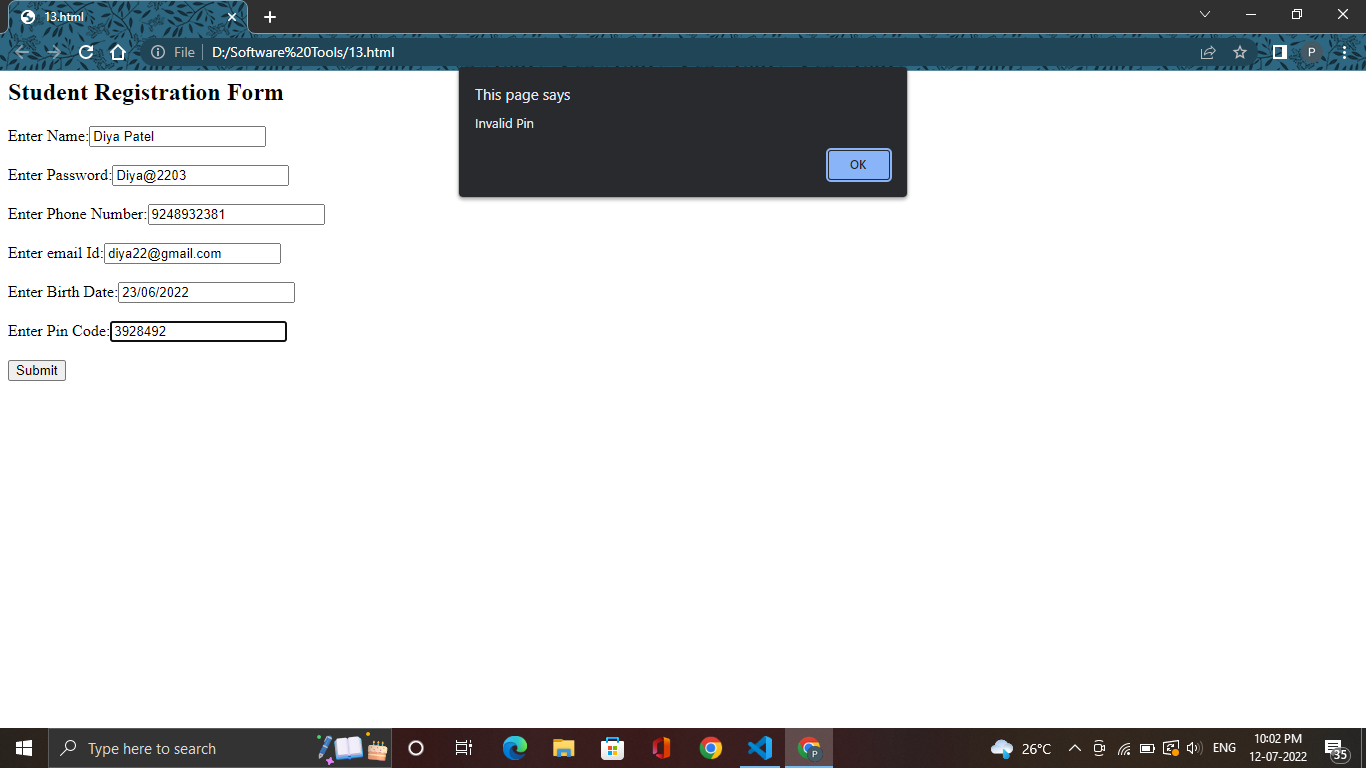 13.html
File
D:/Software%20Tools/13.html
P
This page says
Invalid Pin
OK
Student Registration Form
Enter Name: Diya Patel
Enter Password: Diya@2203
Enter Phone Number: 9248932381
Enter email Id: diya22@gmail.com
Enter Birth Date: 23/06/2022
Enter Pin Code: 3928492
Submit
Type here to search
P
26°C
ENG
10:02 PM
12-07-2022
35